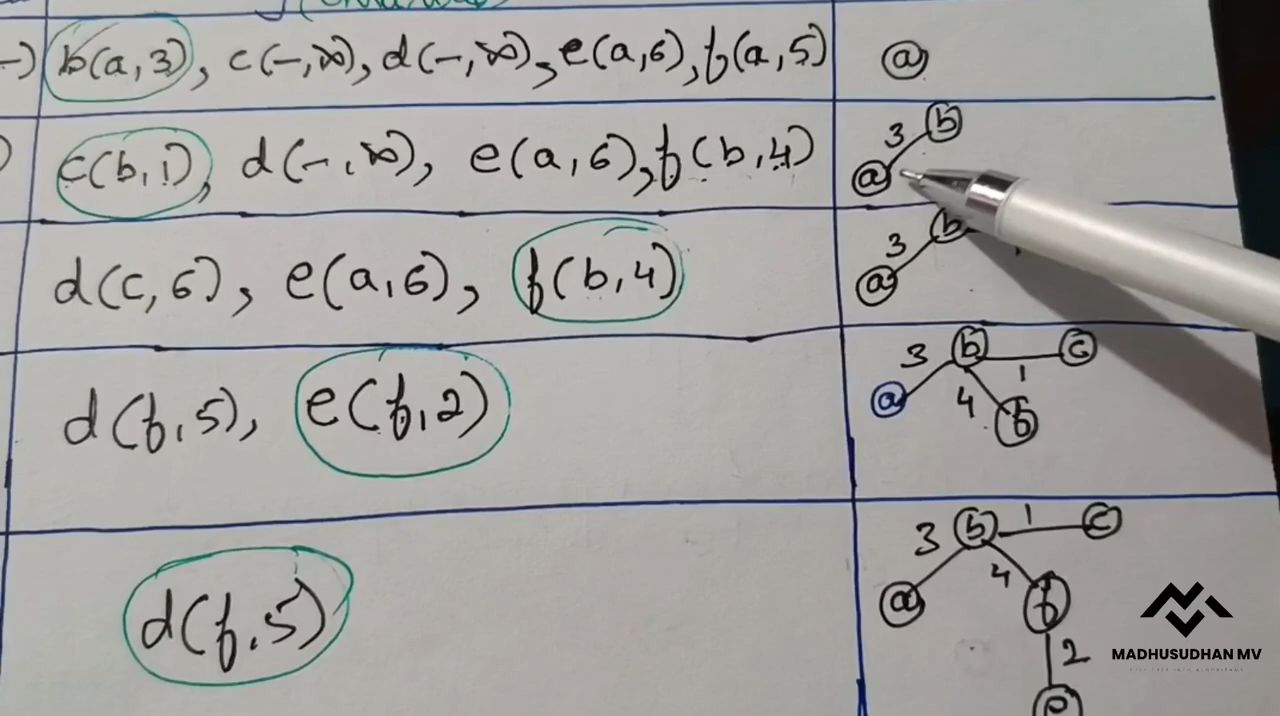 -) b(a,3), c(-,∞), d(-,∞), e(a,6), f(a,5) a
) c(b,1), d(-,∞), e(a,6), f(b,4) 3 b a
d(c,6), e(a,6), f(b,4) 3 b a 1
d(f,5), e(f,2) 3 b c 1 a 4 f
d(f,5) 3 b 1 c 4 a f 2 e
MADHUSUDHAN MV